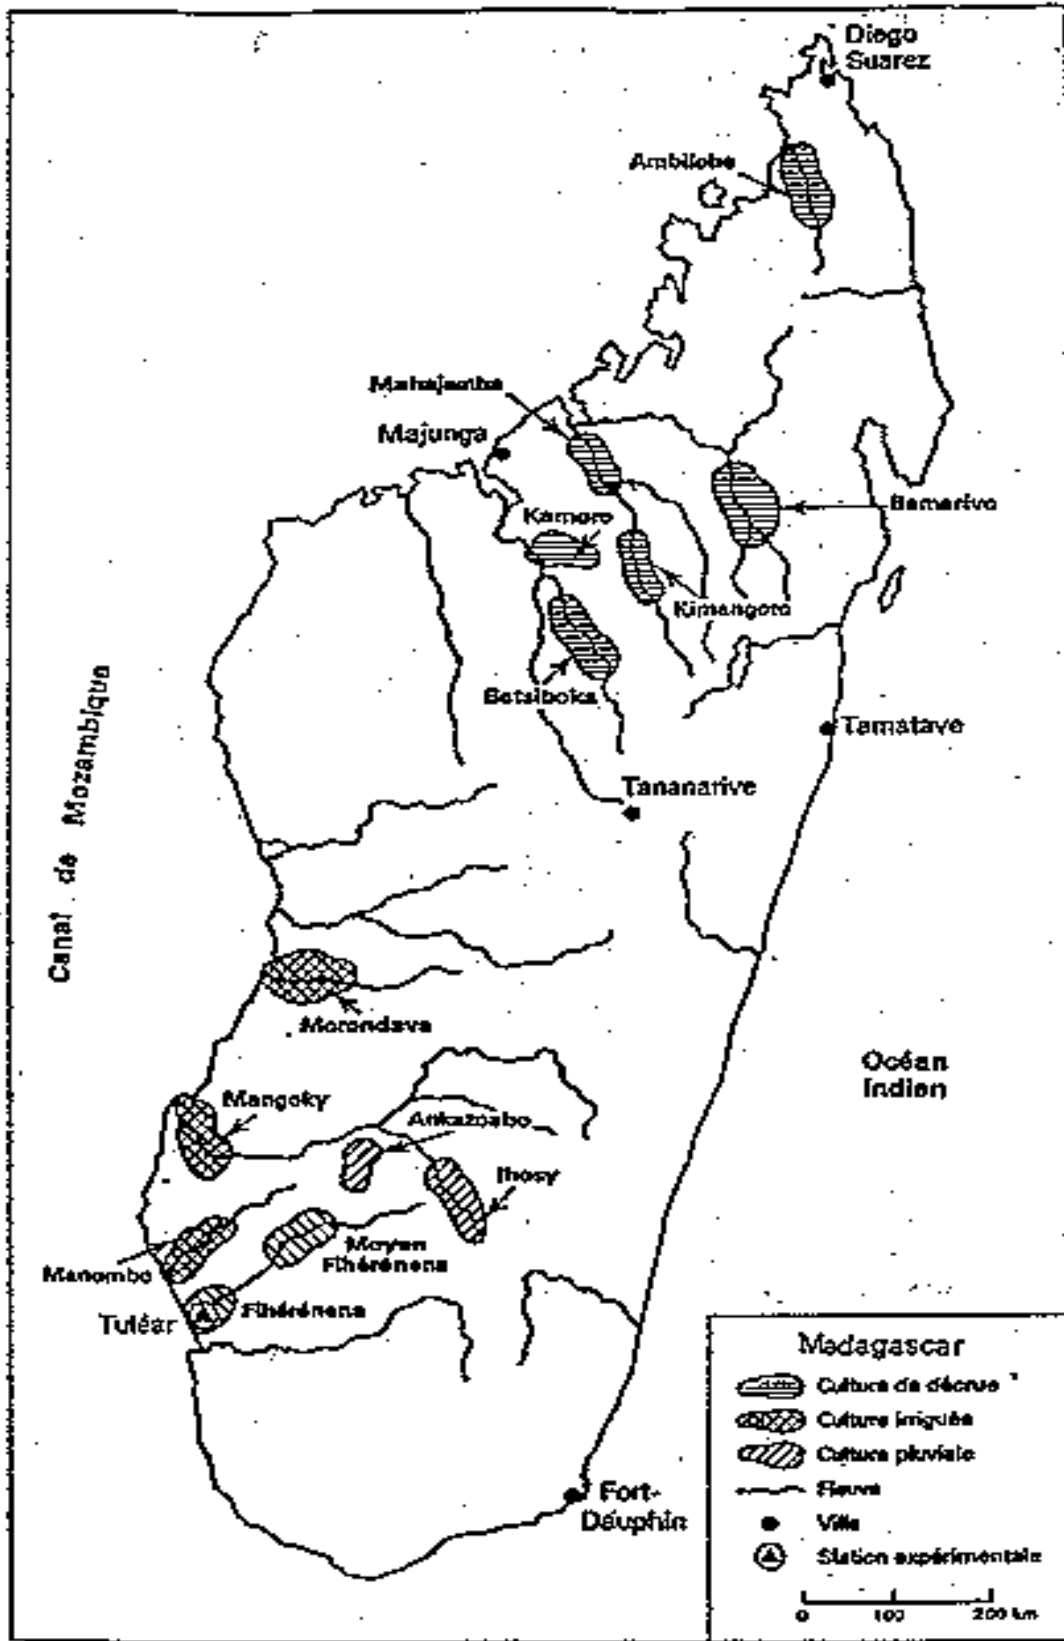 Diego
Suarez
Ambilobe
Mahajamba
Majunga
Kamoro
Bemarivo
Kimangoro
Betsiboka
Tamatave
Tananarive
Canal de Mozambique
Morondava
Océan
Indien
Mangoky
Ankazoabo
Ihosy
Moyen
Fihérénana
Manombo
Fihérénana
Tuléar
Fort-
Dauphin
Madagascar
Culture de décrue
Culture irriguée
Culture pluviale
Fleuve
Ville
Station expérimentale
0 100 200 km